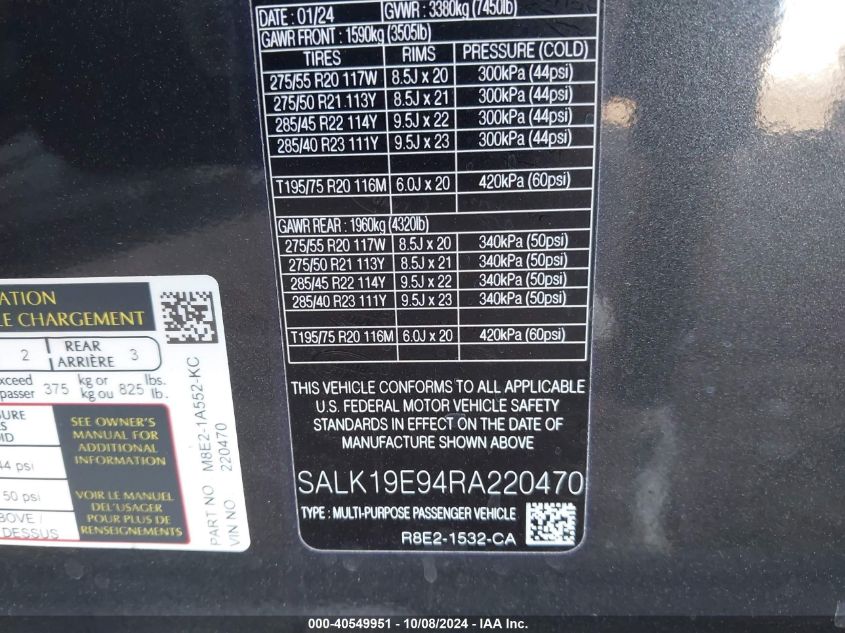 DATE : 01/24 GVWR : 3380kg (7450lb)
GAWR FRONT : 1590kg (3505lb)
TIRES RIMS PRESSURE (COLD)
275/55 R20 117W 8.5J x 20 300kPa (44psi)
275/50 R21 113Y 8.5J x 21 300kPa (44psi)
285/45 R22 114Y 9.5J x 22 300kPa (44psi)
285/40 R23 111Y 9.5J x 23 300kPa (44psi)
T195/75 R20 116M 6.0J x 20 420kPa (60psi)
GAWR REAR : 1960kg (4320lb)
275/55 R20 117W 8.5J x 20 340kPa (50psi)
275/50 R21 113Y 8.5J x 21 340kPa (50psi)
285/45 R22 114Y 9.5J x 22 340kPa (50psi)
285/40 R23 111Y 9.5J x 23 340kPa (50psi)
T195/75 R20 116M 6.0J x 20 420kPa (60psi)
THIS VEHICLE CONFORMS TO ALL APPLICABLE
U.S. FEDERAL MOTOR VEHICLE SAFETY
STANDARDS IN EFFECT ON THE DATE OF
MANUFACTURE SHOWN ABOVE
SALK19E94RA220470
TYPE : MULTI-PURPOSE PASSENGER VEHICLE
R8E2-1532-CA
ATION
E CHARGEMENT
2 REAR ARRIÈRE 3
xceed 375 kg or 825 lbs.
passer kg ou lb.
SURE
ES
OID
44 psi
50 psi
BOVE /
DESSUS
SEE OWNER'S
MANUAL FOR
ADDITIONAL
INFORMATION
VOIR LE MANUEL
DEL'USAGER
POUR PLUS DE
RENSEIGNEMENTS
PART NO M8E2-1A552-KC
VIN NO. 220470
000-40549951 - 10/08/2024 - IAA Inc.